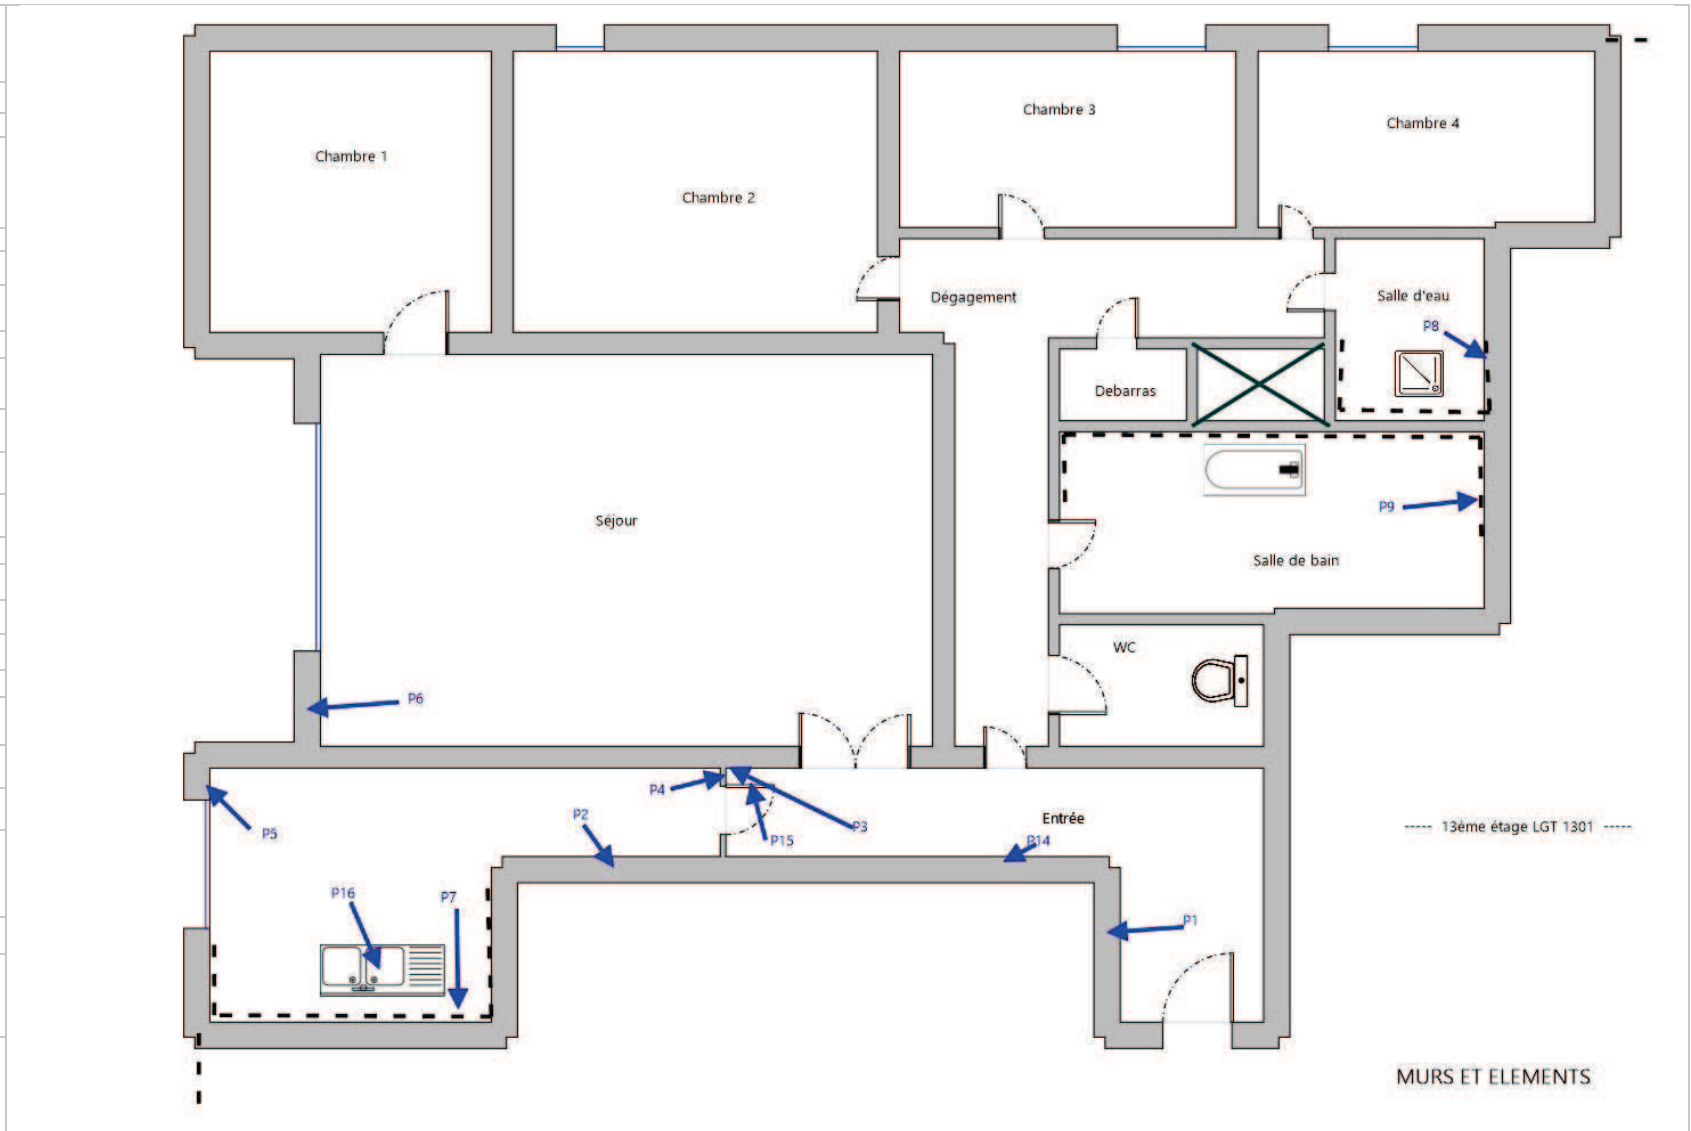 Chambre 3
Chambre 4
Chambre 1
Chambre 2
Dégagement
Salle d'eau
P8
Debarras
P9
Séjour
Salle de bain
WC
P6
P4
P2
P3
P5
P15
Entrée
P14
13ème étage LGT 1301
P16
P7
P1
MURS ET ELEMENTS